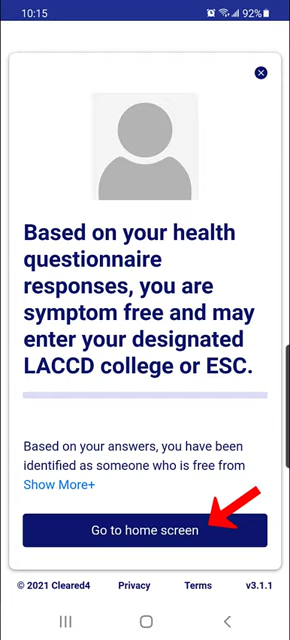 10:15 92%
Based on your health
questionnaire
responses, you are
symptom free and may
enter your designated
LACCD college or ESC.
Based on your answers, you have been
identified as someone who is free from
Show More+
Go to home screen
© 2021 Cleared4 Privacy Terms v3.1.1